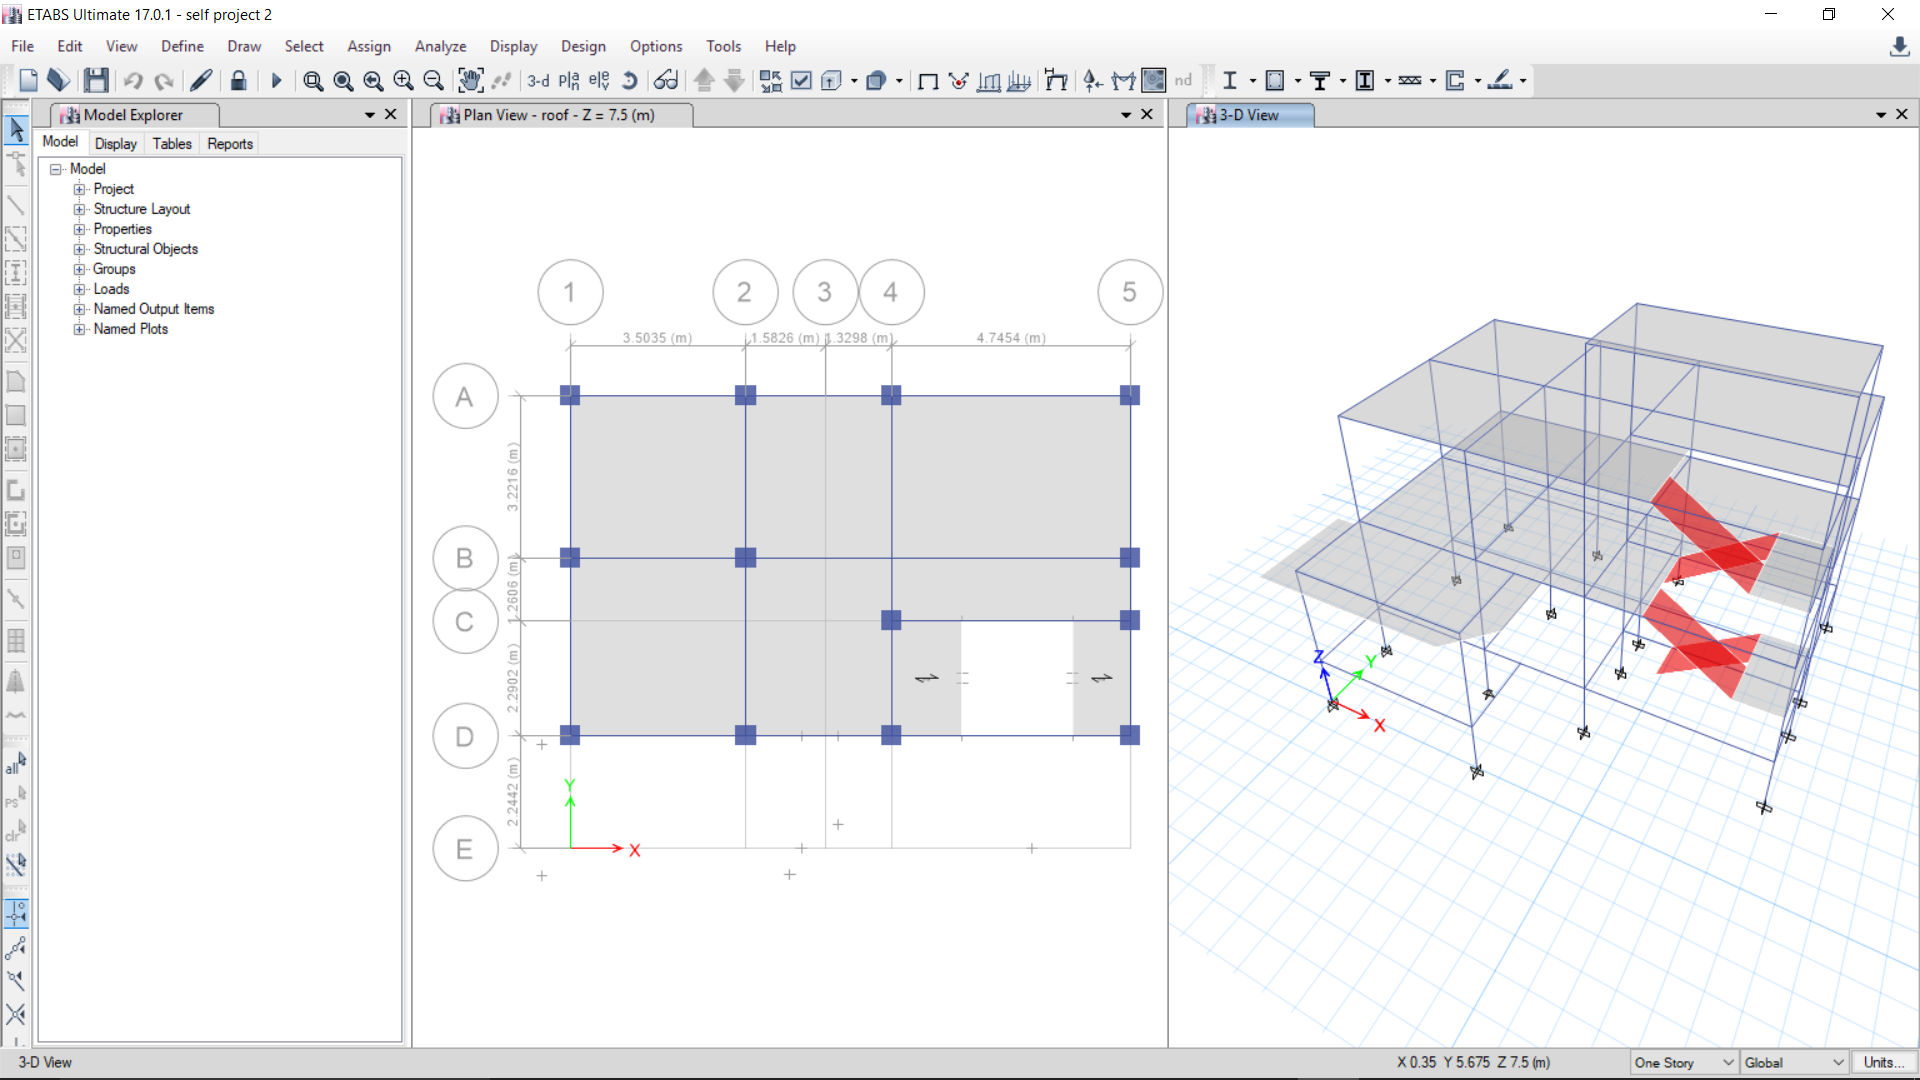 ETABS Ultimate 17.0.1 - self project 2
File Edit View Define Draw Select Assign Analyze Display Design Options Tools Help
3-d nd
Model Explorer
Plan View - roof - Z = 7.5 (m)
3-D View
Model Display Tables Reports
Model
Project
Structure Layout
Properties
Structural Objects
Groups
Loads
Named Output Items
Named Plots
all
ps
clr
1 2 3 4 5
3.5035 (m) 1.5826 (m) 1.3298 (m) 4.7454 (m)
A
3.2216 (m)
B
1.2606 (m)
C
2.2902 (m)
D
2.2442 (m)
E
Y
X
Z
Y
X
3-D View
X 0.35 Y 5.675 Z 7.5 (m)
One Story
Global
Units...